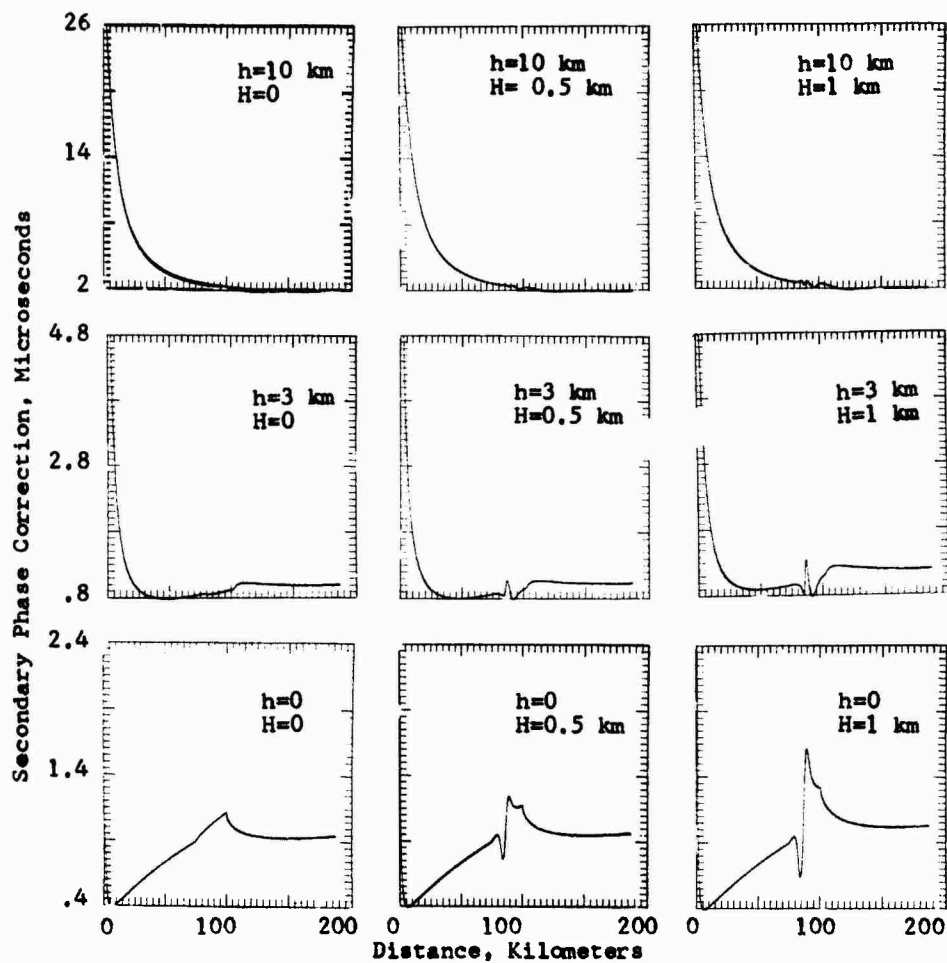 26
14
2
h=10 km
H=0
h=10 km
H= 0.5 km
h=10 km
H=1 km
4.8
2.8
.8
h=3 km
H=0
h=3 km
H=0.5 km
h=3 km
H=1 km
2.4
1.4
.4
h=0
H=0
h=0
H=0.5 km
h=0
H=1 km
0 100 200
0 100 200
0 100 200
Secondary Phase Correction, Microseconds
Distance, Kilometers